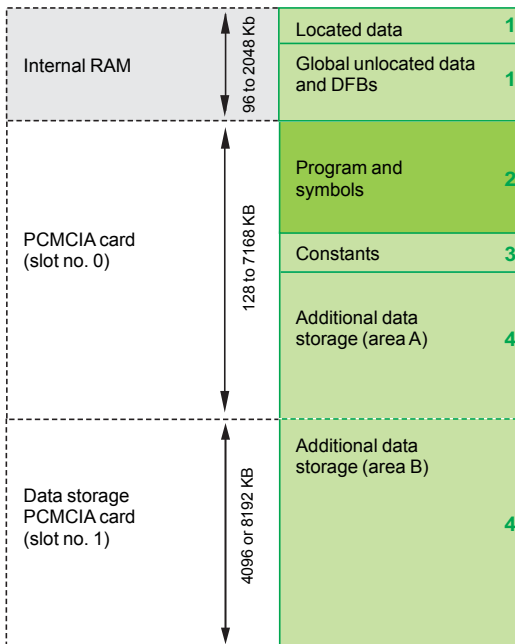 Internal RAM
96 to 2048 Kb
Located data
1
Global unlocated data
and DFBs
1
PCMCIA card
(slot no. 0)
128 to 7168 KB
Program and
symbols
2
Constants
3
Additional data
storage (area A)
4
Data storage
PCMCIA card
(slot no. 1)
4096 or 8192 KB
Additional data
storage (area B)
4